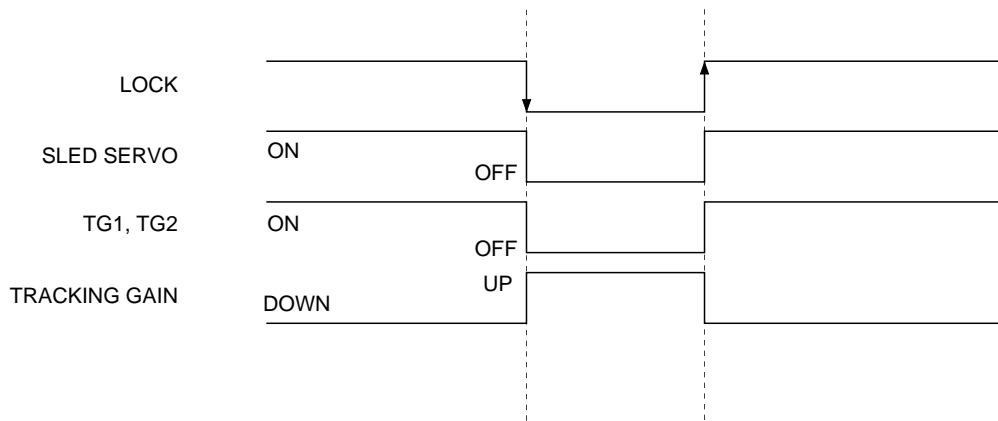 LOCK
SLED SERVO
ON
OFF
TG1, TG2
ON
OFF
TRACKING GAIN
UP
DOWN